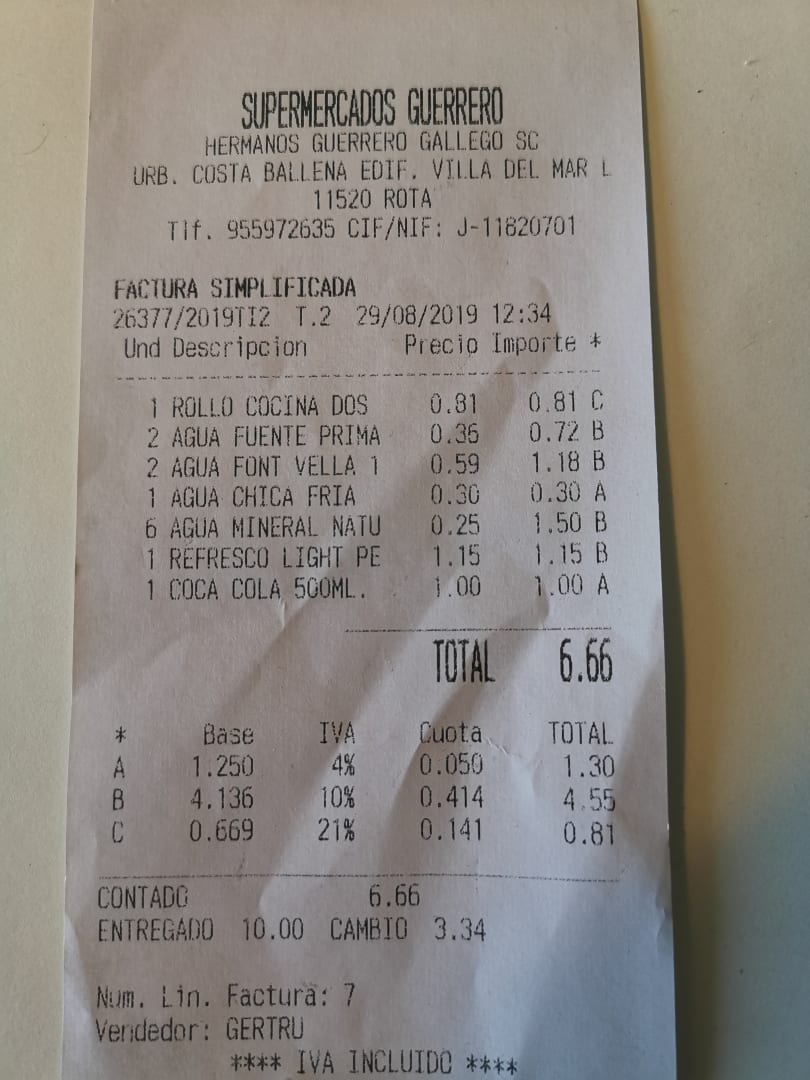 SUPERMERCADOS GUERRERO
HERMANOS GUERRERO GALLEGO SC
URB. COSTA BALLENA EDIF. VILLA DEL MAR L
11520 ROTA
Tlf. 955972635 CIF/NIF: J-11820701
FACTURA SIMPLIFICADA
26377/2019TI2 T.2 29/08/2019 12:34
Und Descripcion Precio Importe *
1 ROLLO COCINA DOS 0.81 0.81 C
2 AGUA FUENTE PRIMA 0.36 0.72 B
2 AGUA FONT VELLA 1 0.59 1.18 B
1 AGUA CHICA FRIA 0.30 0.30 A
6 AGUA MINERAL NATU 0.25 1.50 B
1 REFRESCO LIGHT PE 1.15 1.15 B
1 COCA COLA 500ML. 1.00 1.00 A
TOTAL 6.66
* Base IVA Cuota TOTAL
A 1.250 4% 0.050 1.30
B 4.136 10% 0.414 4.55
C 0.669 21% 0.141 0.81
CONTADO 6.66
ENTREGADO 10.00 CAMBIO 3.34
Num. Lin. Factura: 7
Vendedor: GERTRU
**** IVA INCLUIDO ****